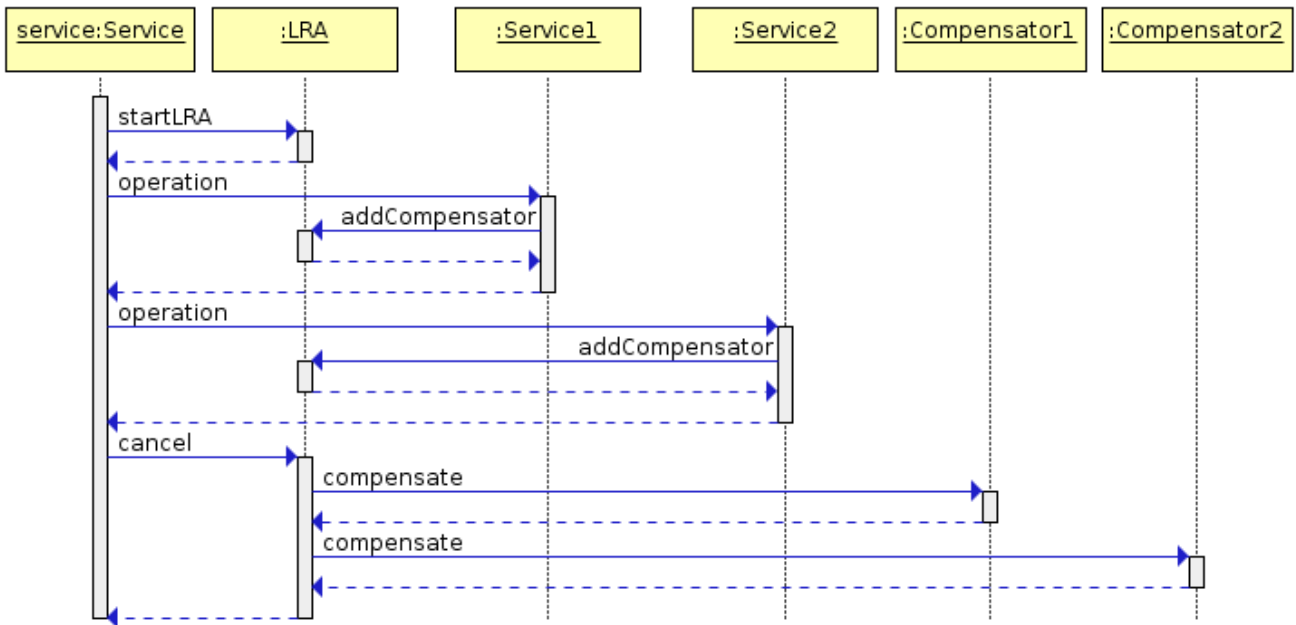 service:Service
:LRA
:Service1
:Service2
:Compensator1
:Compensator2
startLRA
operation
addCompensator
operation
addCompensator
cancel
compensate
compensate